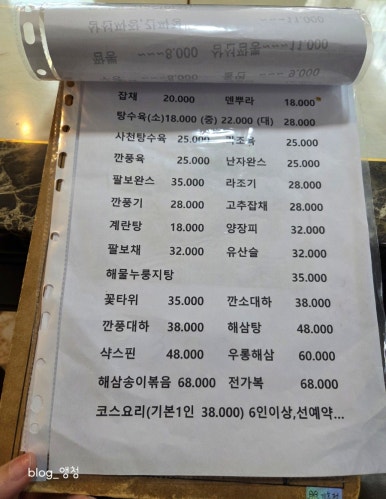 잡채 20.000 덴뿌라 18.000
탕수육(소)18.000 (중) 22.000 (대) 28.000
사천탕수육 25.000 25.000
깐풍육 25.000 난자완스 25.000
팔보완스 35.000 라조기 28.000
깐풍기 28.000 고추잡채 28.000
계란탕 18.000 양장피 32.000
팔보채 32.000 유산슬 32.000
해물누룽지탕 35.000
꽃타위 35.000 깐소대하 38.000
깐풍대하 38.000 해삼탕 48.000
샥스핀 48.000 우롱해삼 60.000
해삼송이볶음 68.000 전가복 68.000
코스요리(기본1인 38.000) 6인이상,선예약...
blog_앵청